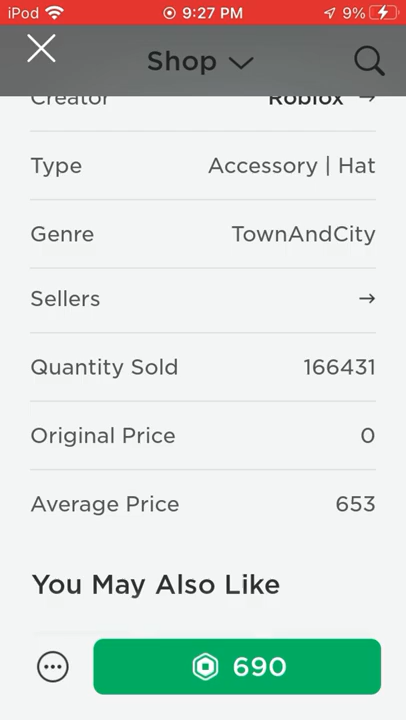 iPod 9:27 PM 9%
Shop
Creator Roblox →
Type Accessory | Hat
Genre TownAndCity
Sellers →
Quantity Sold 166431
Original Price 0
Average Price 653
You May Also Like
690